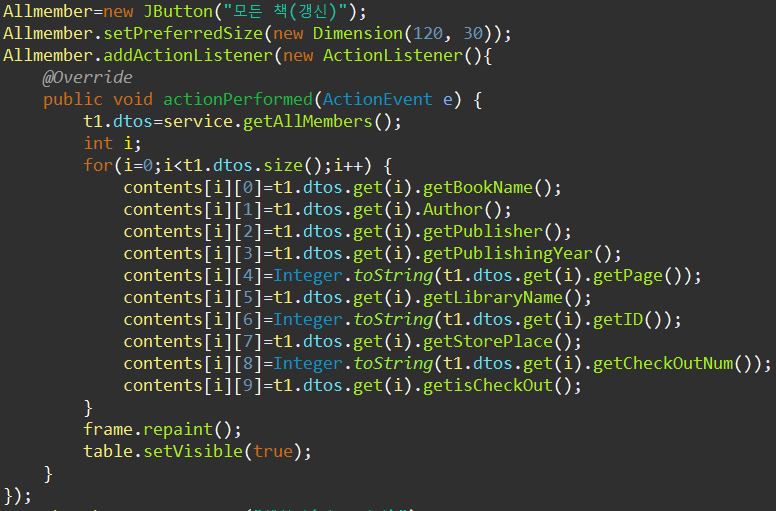 Allmember=new JButton("모든 책(갱신)");
Allmember.setPreferredSize(new Dimension(120, 30));
Allmember.addActionListener(new ActionListener(){
    @Override
    public void actionPerformed(ActionEvent e) {
        t1.dtos=service.getAllMembers();
        int i;
        for(i=0;i<t1.dtos.size();i++) {
            contents[i][0]=t1.dtos.get(i).getBookName();
            contents[i][1]=t1.dtos.get(i).Author();
            contents[i][2]=t1.dtos.get(i).getPublisher();
            contents[i][3]=t1.dtos.get(i).getPublishingYear();
            contents[i][4]=Integer.toString(t1.dtos.get(i).getPage());
            contents[i][5]=t1.dtos.get(i).getLibraryName();
            contents[i][6]=Integer.toString(t1.dtos.get(i).getID());
            contents[i][7]=t1.dtos.get(i).getStorePlace();
            contents[i][8]=Integer.toString(t1.dtos.get(i).getCheckOutNum());
            contents[i][9]=t1.dtos.get(i).getisCheckOut();
        }
        frame.repaint();
        table.setVisible(true);
    }
});